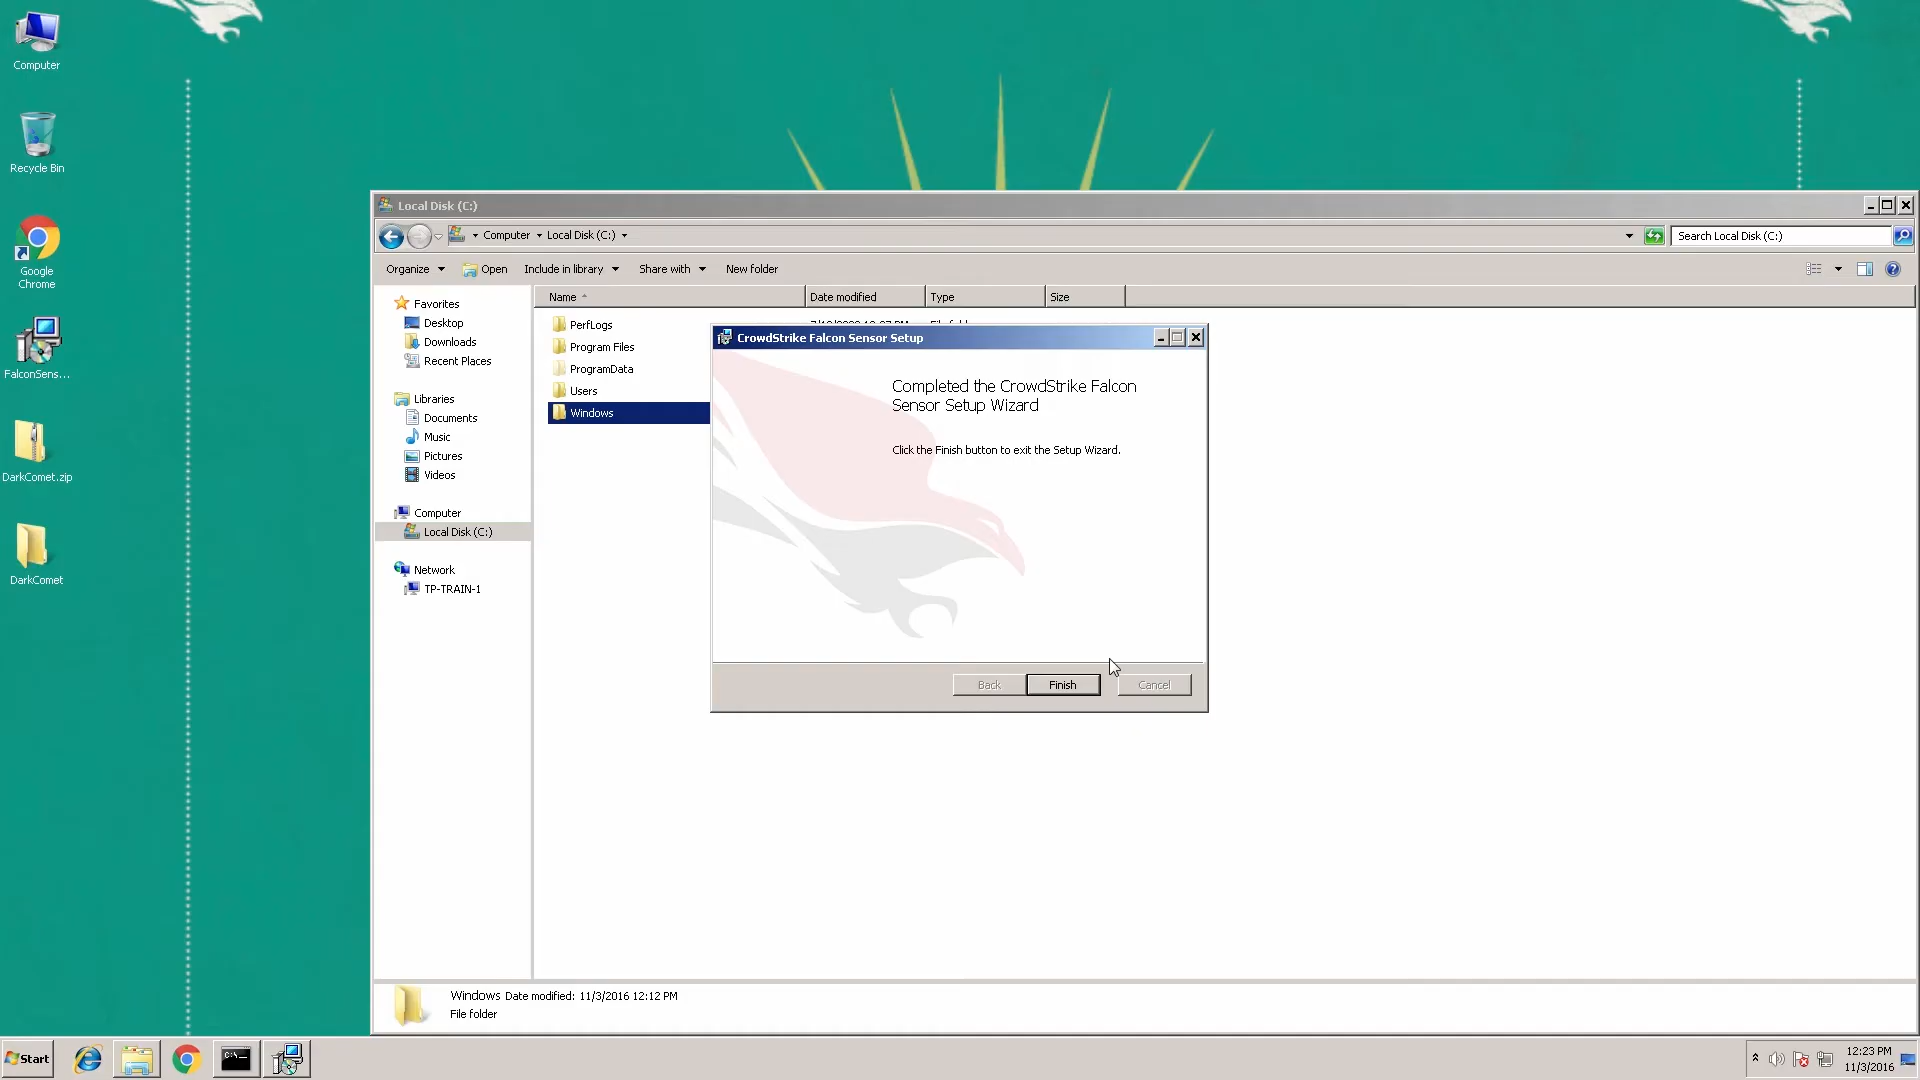 Computer
Recycle Bin
Google
Chrome
FalconSens...
DarkComet.zip
DarkComet
Local Disk (C:)
Computer Local Disk (C:)
Search Local Disk (C:)
Organize Open Include in library Share with New folder
Name Date modified Type Size
Favorites
Desktop
Downloads
Recent Places
Libraries
Documents
Music
Pictures
Videos
Computer
Local Disk (C:)
Network
TP-TRAIN-1
PerfLogs
Program Files
ProgramData
Users
Windows
CrowdStrike Falcon Sensor Setup
Completed the CrowdStrike Falcon
Sensor Setup Wizard
Click the Finish button to exit the Setup Wizard.
Back Finish Cancel
Windows Date modified: 11/3/2016 12:12 PM
File folder
Start
12:23 PM
11/3/2016